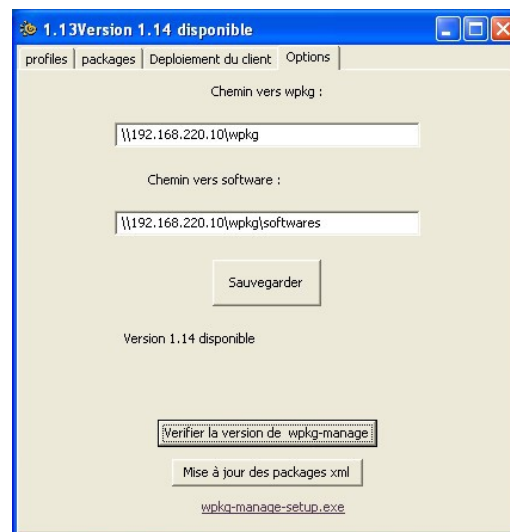 1.13Version 1.14 disponible
profiles packages Deploiement du client Options
Chemin vers wpkg :
\\192.168.220.10\wpkg
Chemin vers software :
\\192.168.220.10\wpkg\softwares
Sauvegarder
Version 1.14 disponible
Verifier la version de wpkg-manage
Mise à jour des packages xml
wpkg-manage-setup.exe